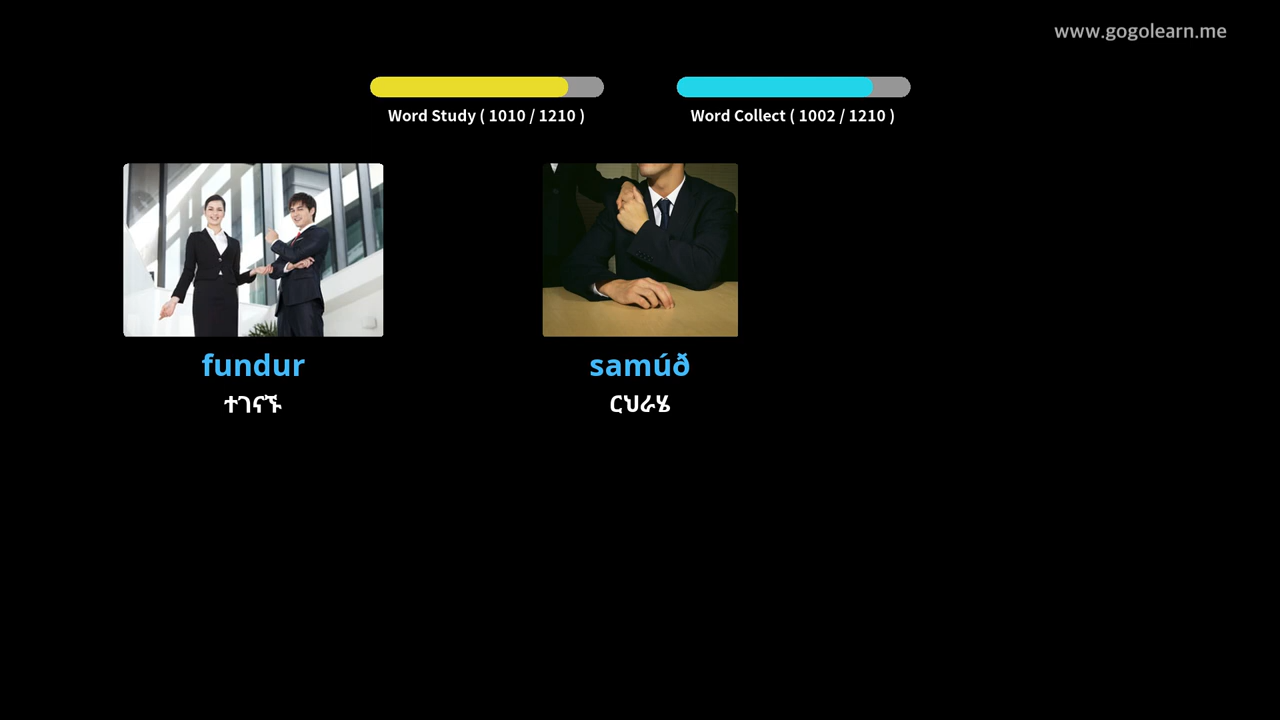 www.gogolearn.me
Word Study ( 1010 / 1210 )
Word Collect ( 1002 / 1210 )
fundur
ተገናኙ
samúð
ርህራሄ